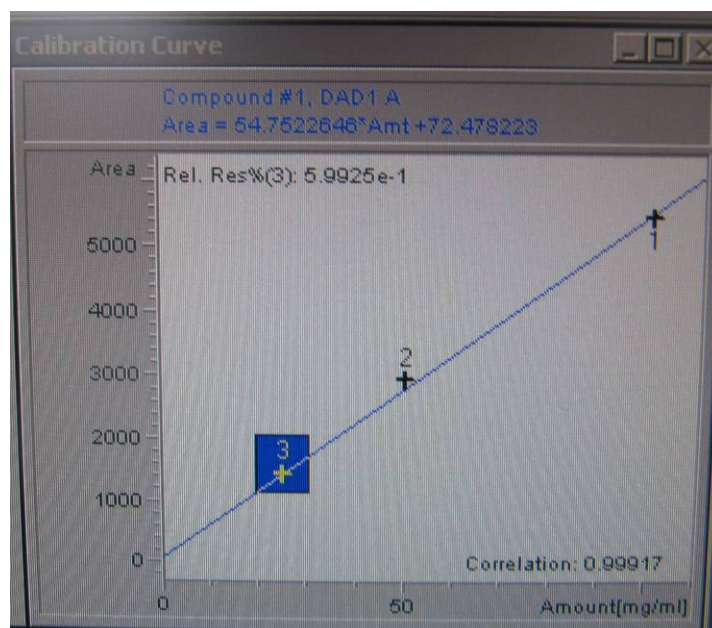 Calibration Curve
Compound #1, DAD1 A
Area = 54.7522646*Amt +72.478223
Area
Rel. Res%(3): 5.9925e-1
5000
1
4000
2
3000
2000
3
1000
0
Correlation: 0.99917
0
50
Amount[mg/ml]